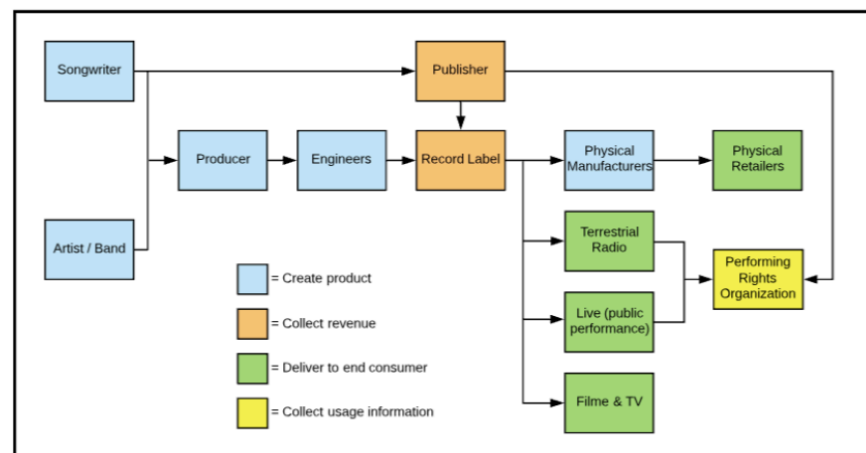 Songwriter
Publisher
Producer
Engineers
Record Label
Physical
Manufacturers
Physical
Retailers
Artist / Band
Terrestrial
Radio
Performing
Rights
Organization
= Create product
= Collect revenue
Live (public
performance)
= Deliver to end consumer
Filme & TV
= Collect usage information